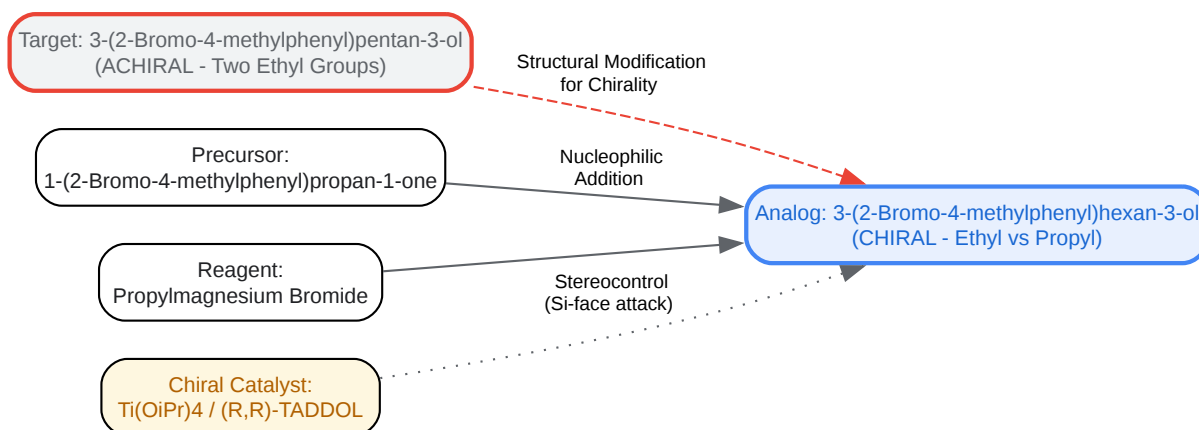 Target: 3-(2-Bromo-4-methylphenyl)pentan-3-ol
(ACHIRAL - Two Ethyl Groups)
Structural Modification
for Chirality
Precursor:
1-(2-Bromo-4-methylphenyl)propan-1-one
Nucleophilic
Addition
Analog: 3-(2-Bromo-4-methylphenyl)hexan-3-ol
(CHIRAL - Ethyl vs Propyl)
Reagent:
Propylmagnesium Bromide
Stereocontrol
(Si-face attack)
Chiral Catalyst:
Ti(OiPr)4 / (R,R)-TADDOL